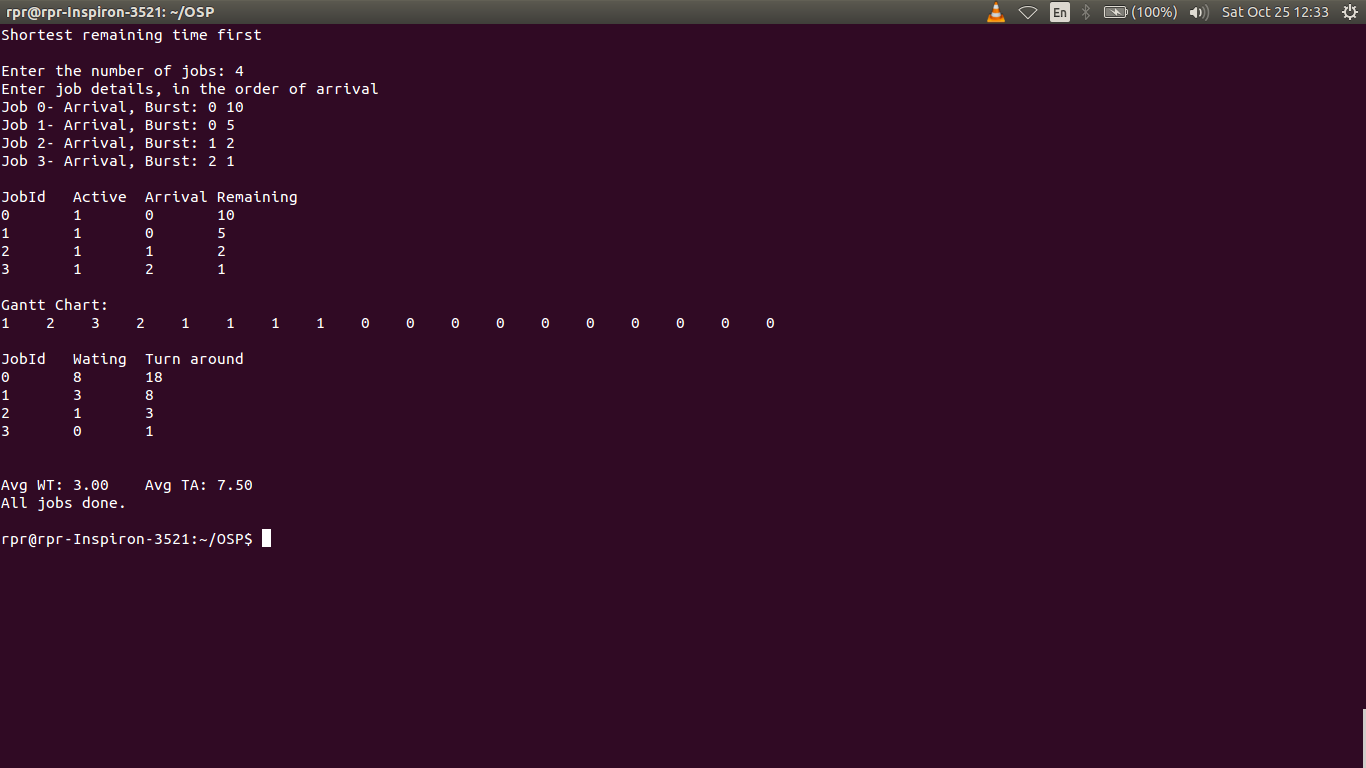 rpr@rpr-Inspiron-3521: ~/OSP En (100%) Sat Oct 25 12:33
Shortest remaining time first
Enter the number of jobs: 4
Enter job details, in the order of arrival
Job 0- Arrival, Burst: 0 10
Job 1- Arrival, Burst: 0 5
Job 2- Arrival, Burst: 1 2
Job 3- Arrival, Burst: 2 1
JobId Active Arrival Remaining
0 1 0 10
1 1 0 5
2 1 1 2
3 1 2 1
Gantt Chart:
1 2 3 2 1 1 1 1 0 0 0 0 0 0 0 0 0 0
JobId Wating Turn around
0 8 18
1 3 8
2 1 3
3 0 1
Avg WT: 3.00 Avg TA: 7.50
All jobs done.
rpr@rpr-Inspiron-3521:~/OSP$